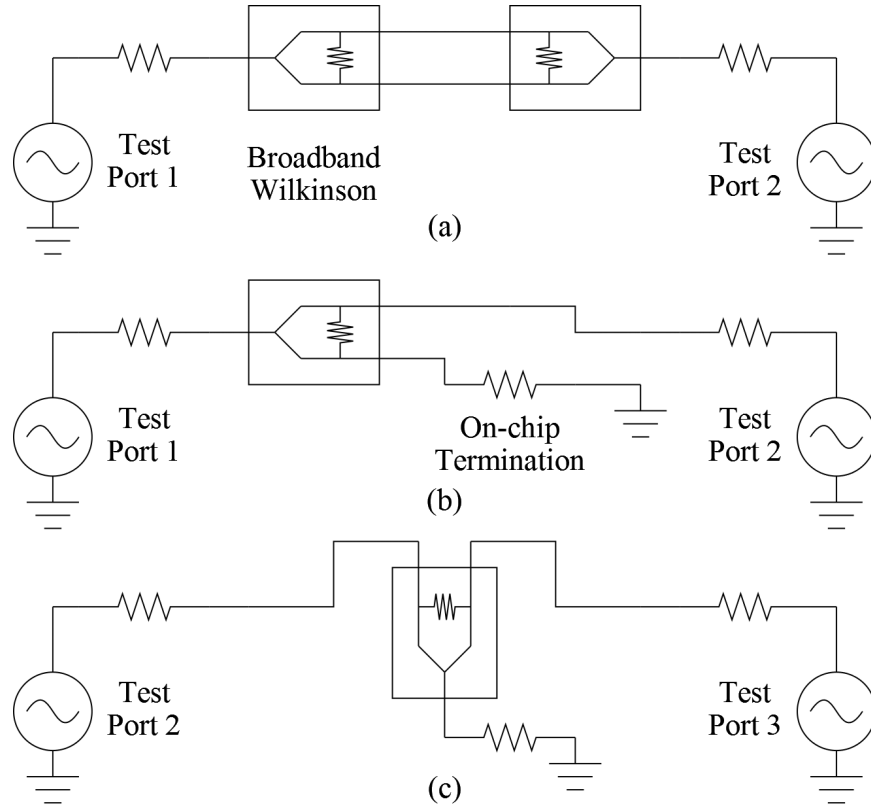 Test
Port 1
Broadband
Wilkinson
Test
Port 2
(a)
Test
Port 1
On-chip
Termination
Test
Port 2
(b)
Test
Port 2
Test
Port 3
(c)